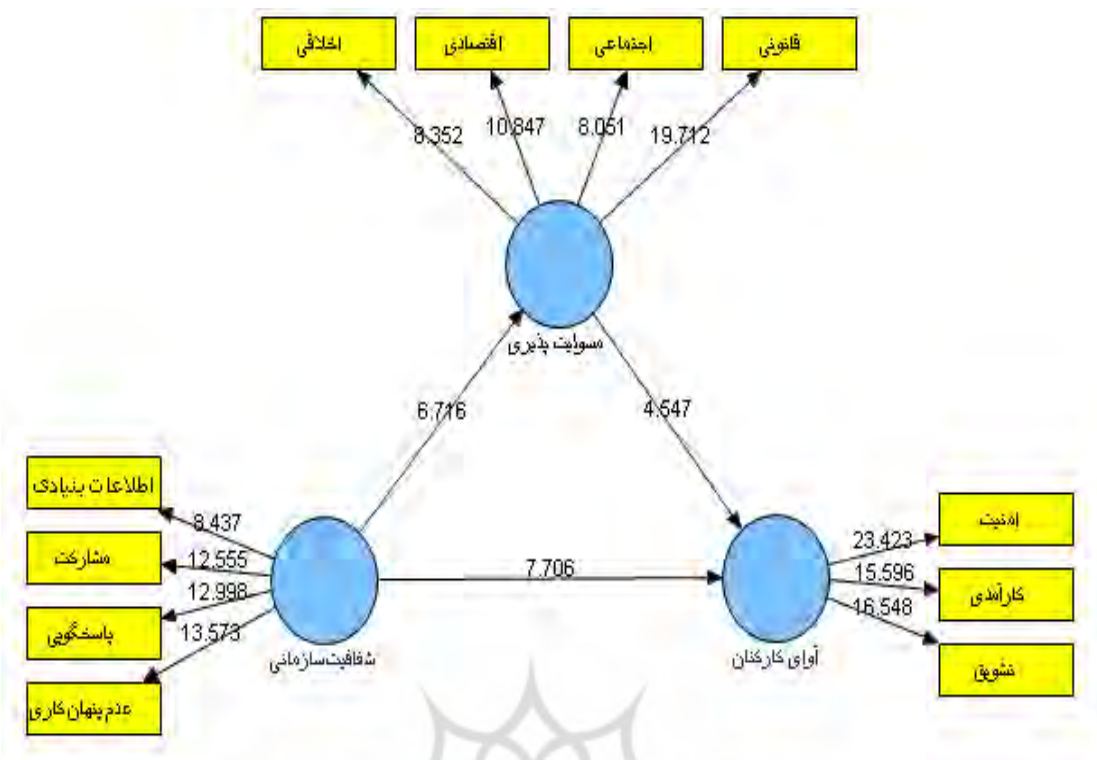 اخلاقی
اقتصادی
اجتماعی
قانونی
8.352
10.847
8.051
19.712
مسولیت پذیری
6.716
4.547
اطلاعات بنیادی
8.437
مشارکت
12.555
پاسخگویی
12.998
عدم پنهان کاری
13.573
شفافیت سازمانی
7.706
آوای کارکنان
امنیت
23.423
کارآمدی
15.596
تشویق
16.548